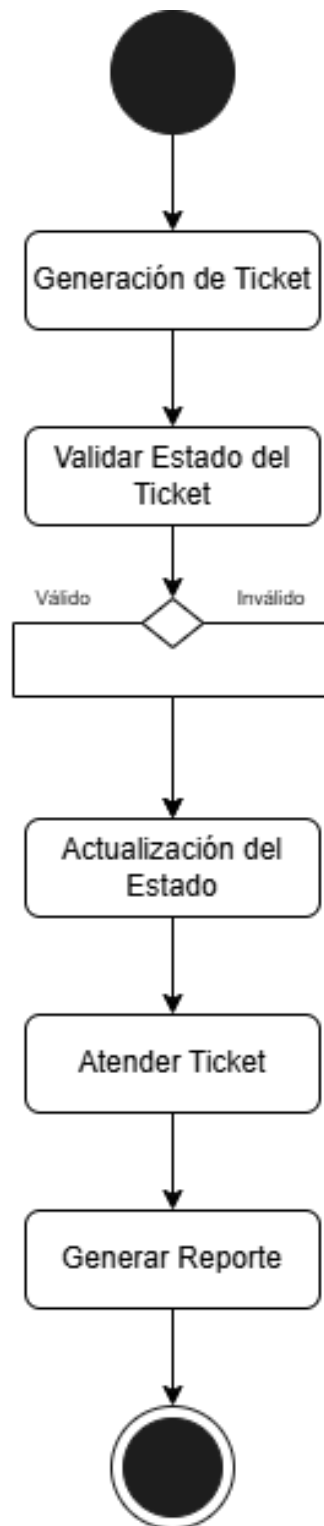 Generación de Ticket
Validar Estado del
Ticket
Válido
Inválido
Actualización del
Estado
Atender Ticket
Generar Reporte